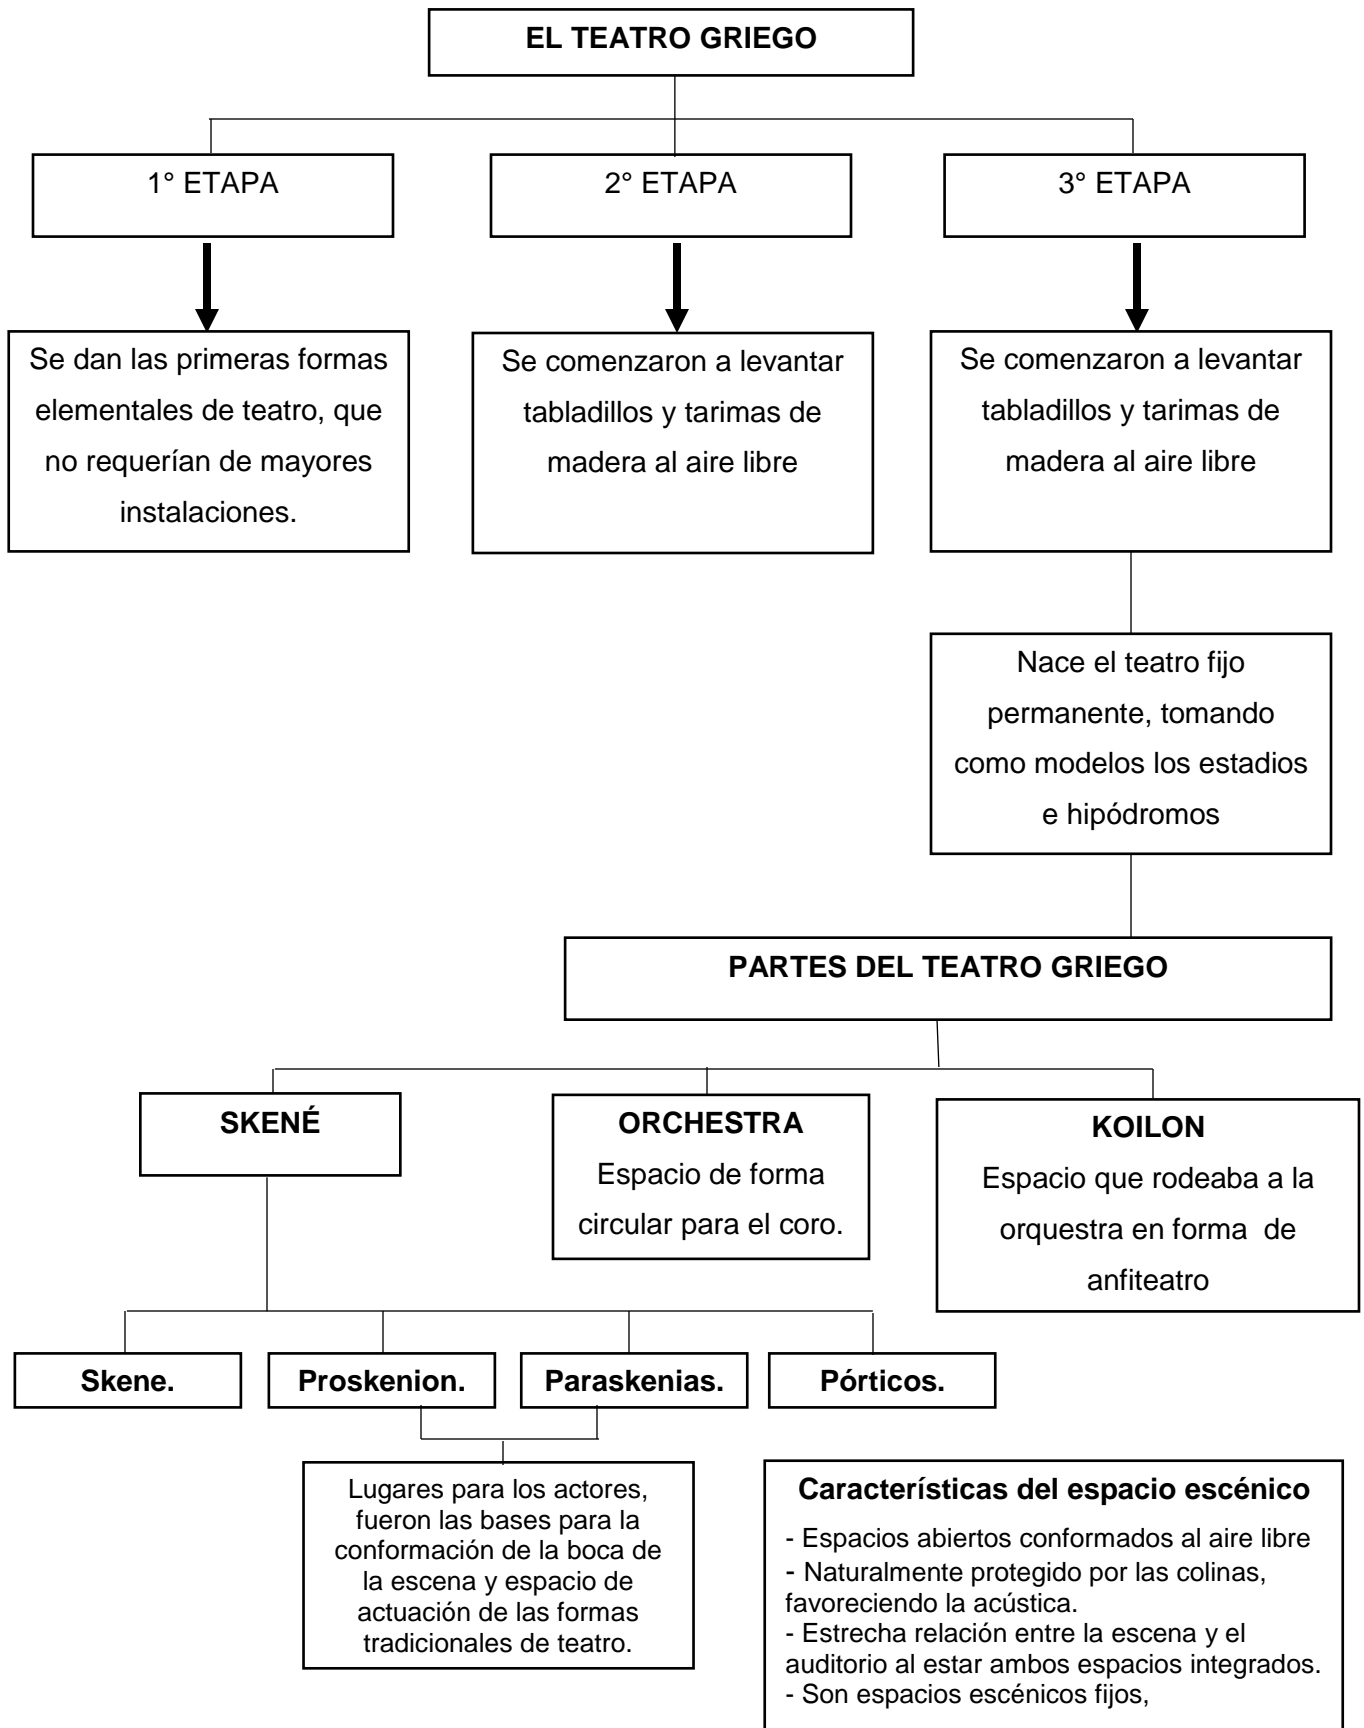 EL TEATRO GRIEGO
1° ETAPA
2° ETAPA
3° ETAPA
Se dan las primeras formas
elementales de teatro, que
no requerían de mayores
instalaciones.
Se comenzaron a levantar
tabladillos y tarimas de
madera al aire libre
Se comenzaron a levantar
tabladillos y tarimas de
madera al aire libre
Nace el teatro fijo
permanente, tomando
como modelos los estadios
e hipódromos
PARTES DEL TEATRO GRIEGO
SKENÉ
ORCHESTRA
Espacio de forma
circular para el coro.
KOILON
Espacio que rodeaba a la
orquestra en forma de
anfiteatro
Skene.
Proskenion.
Paraskenias.
Pórticos.
Lugares para los actores,
fueron las bases para la
conformación de la boca de
la escena y espacio de
actuación de las formas
tradicionales de teatro.
Características del espacio escénico
- Espacios abiertos conformados al aire libre
- Naturalmente protegido por las colinas,
favoreciendo la acústica.
- Estrecha relación entre la escena y el
auditorio al estar ambos espacios integrados.
- Son espacios escénicos fijos,